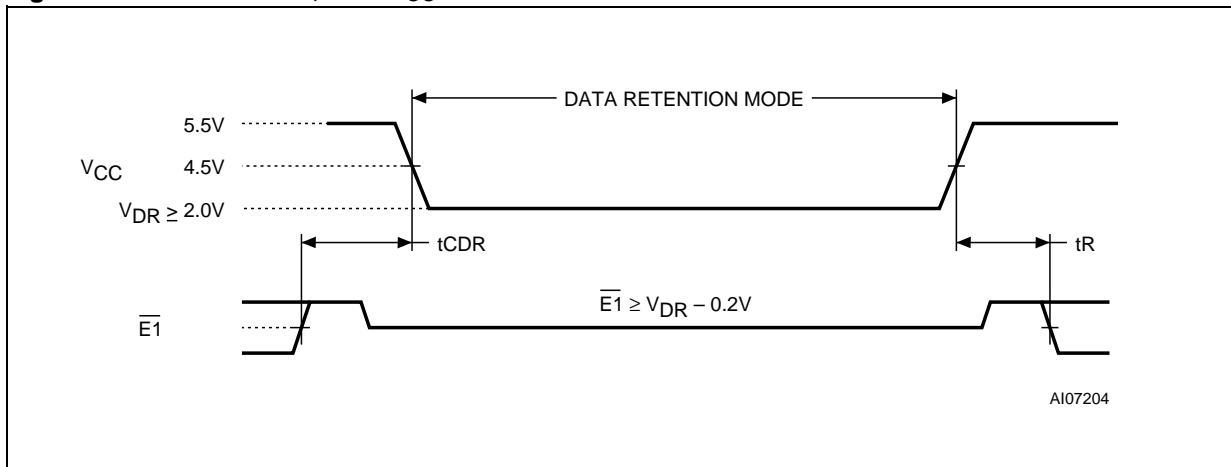 DATA RETENTION MODE
5.5V
VCC 4.5V
VDR ≥ 2.0V
tCDR
tR
E1 ≥ VDR – 0.2V
E1
AI07204